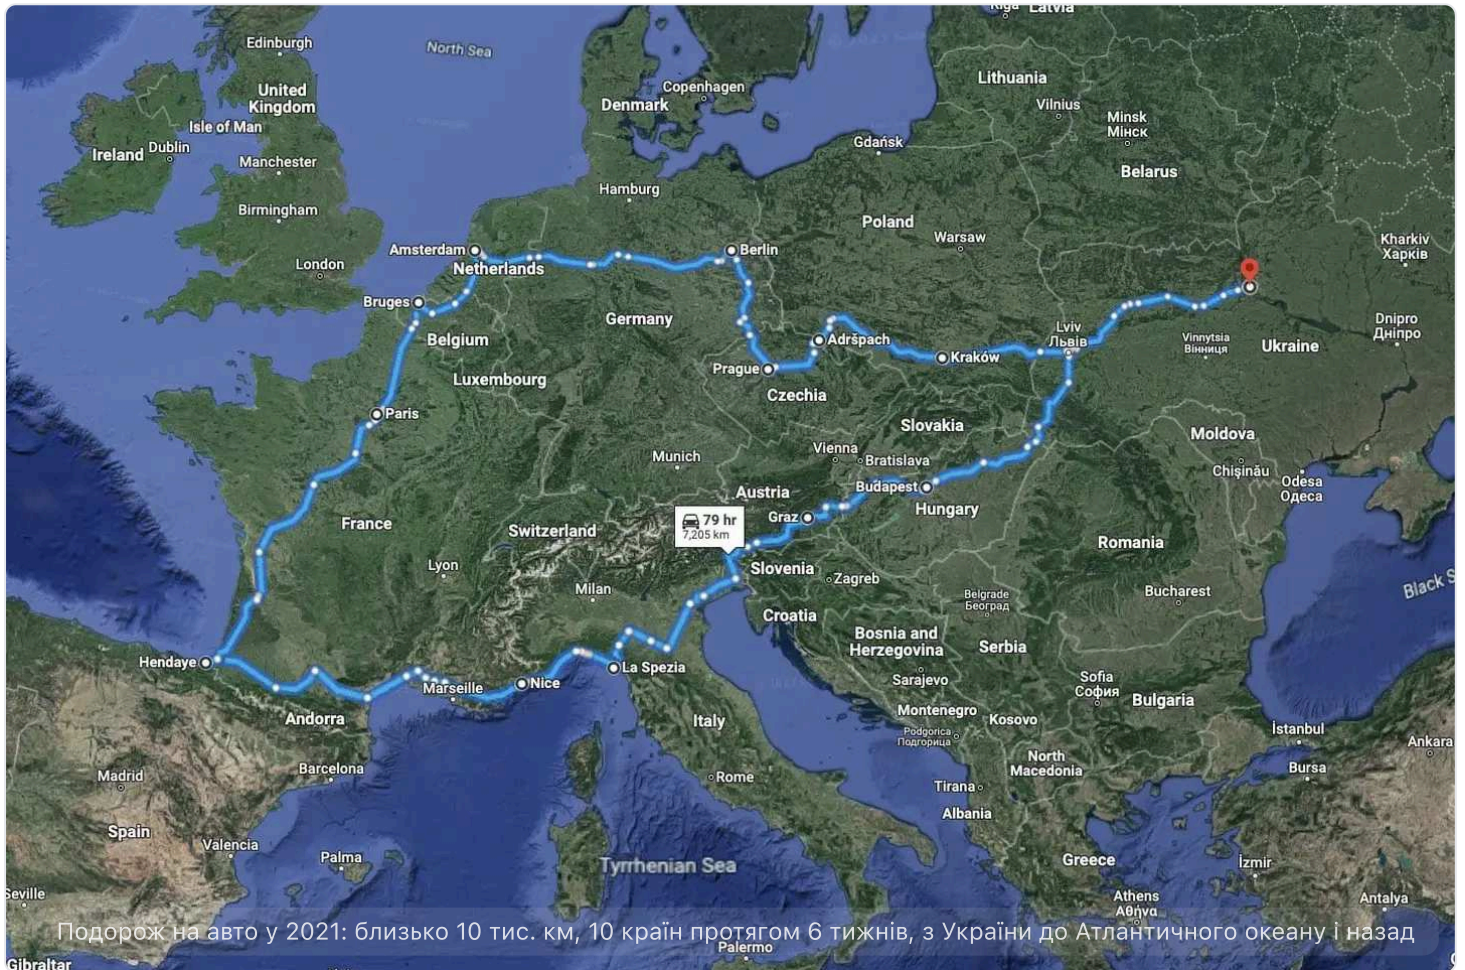 Riga
Latvia
Edinburgh
North Sea
Lithuania
Copenhagen
United
Kingdom
Denmark
Vilnius
Isle of Man
Minsk
Мінск
Ireland
Dublin
Gdańsk
Manchester
Belarus
Hamburg
Birmingham
Poland
Warsaw
Kharkiv
Харків
Amsterdam
Berlin
London
Netherlands
Bruges
Germany
Dnipro
Дніпро
Lviv
Львів
Belgium
Adršpach
Vinnytsia
Вінниця
Ukraine
Kraków
Prague
Luxembourg
Czechia
Paris
Slovakia
Moldova
Vienna
Munich
Bratislava
Chișinău
Odesa
Одеса
Budapest
Austria
Hungary
79 hr
7,205 km
Graz
France
Switzerland
Romania
Lyon
Slovenia
Zagreb
Milan
Belgrade
Београд
Bucharest
Black S
Croatia
Bosnia and
Herzegovina
Serbia
Hendaye
La Spezia
Nice
Marseille
Sarajevo
Sofia
София
Bulgaria
Andorra
Italy
Montenegro
Kosovo
Podgorica
Подгорица
İstanbul
Ankara
North
Macedonia
Bursa
Barcelona
Madrid
Rome
Tirana
Albania
Spain
Valencia
Palma
Tyrrhenian Sea
Greece
İzmir
Seville
Athens
Αθήνα
Antalya
Подорож на авто у 2021: близько 10 тис. км, 10 країн протягом 6 тижнів, з України до Атлантичного океану і назад
Palermo
Gibraltar